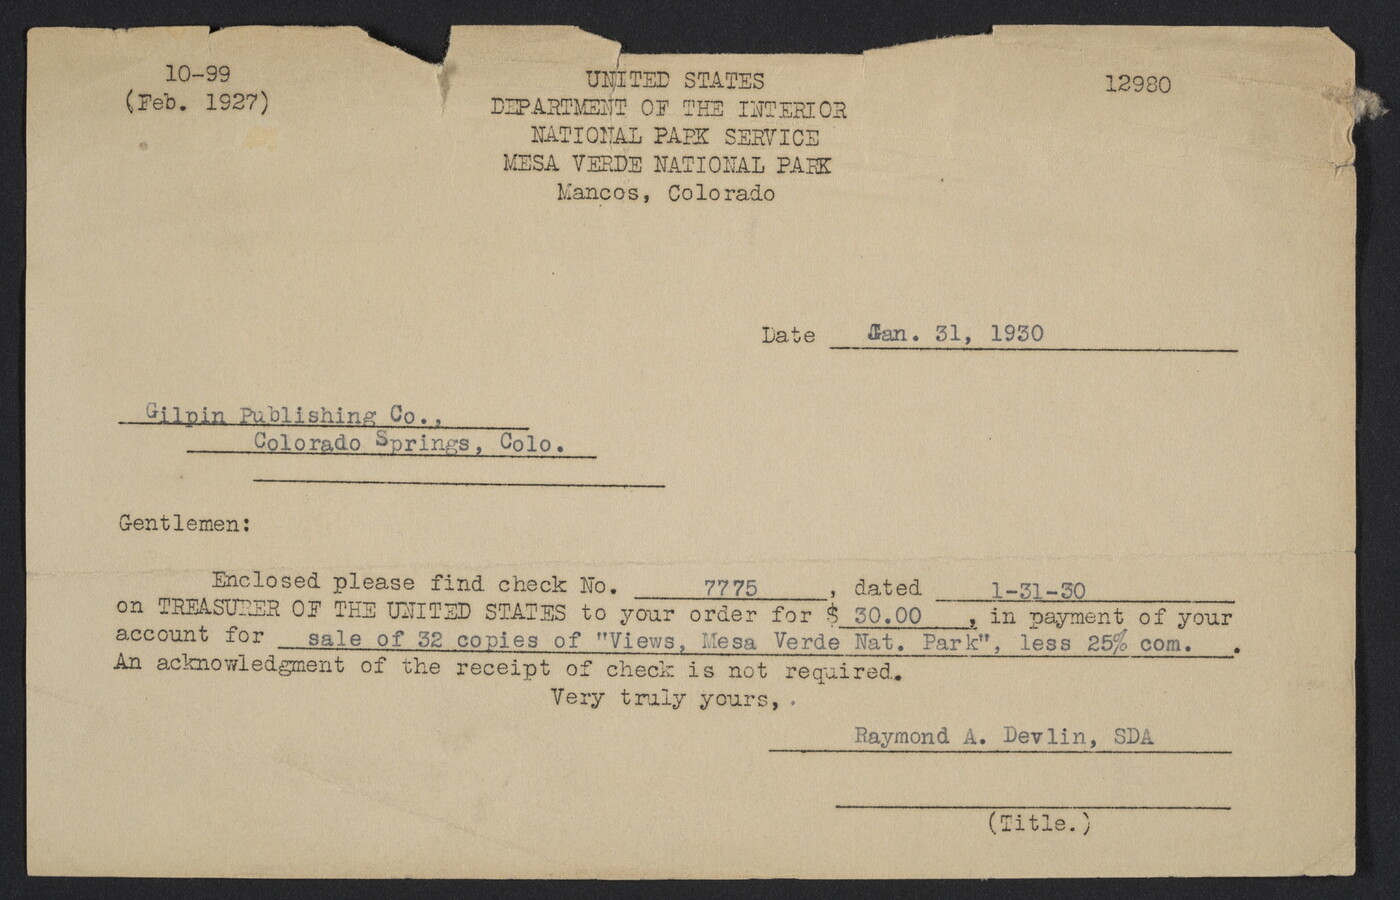 10-99
(Feb. 1927)
12980
UNITED STATES
DEPARTMENT OF THE INTERIOR
NATIONAL PARK SERVICE
MESA VERDE NATIONAL PARK
Mancos, Colorado
Date Jan. 31, 1930
Gilpin Publishing Co.,
Colorado Springs, Colo.
Gentlemen:
Enclosed please find check No. 7775, dated 1-31-30
on TREASURER OF THE UNITED STATES to your order for $ 30.00, in payment of your
account for sale of 32 copies of "Views, Mesa Verde Nat. Park", less 25% com. .
An acknowledgment of the receipt of check is not required.
Very truly yours, .
Raymond A. Devlin, SDA
(Title.)